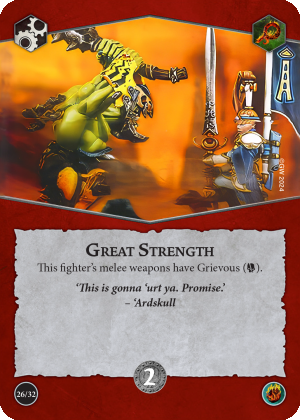 ©GW 2024
GREAT STRENGTH
This fighter's melee weapons have Grievous ( ).
'This is gonna 'urt ya. Promise.'
– 'Ardskull
26/32
2